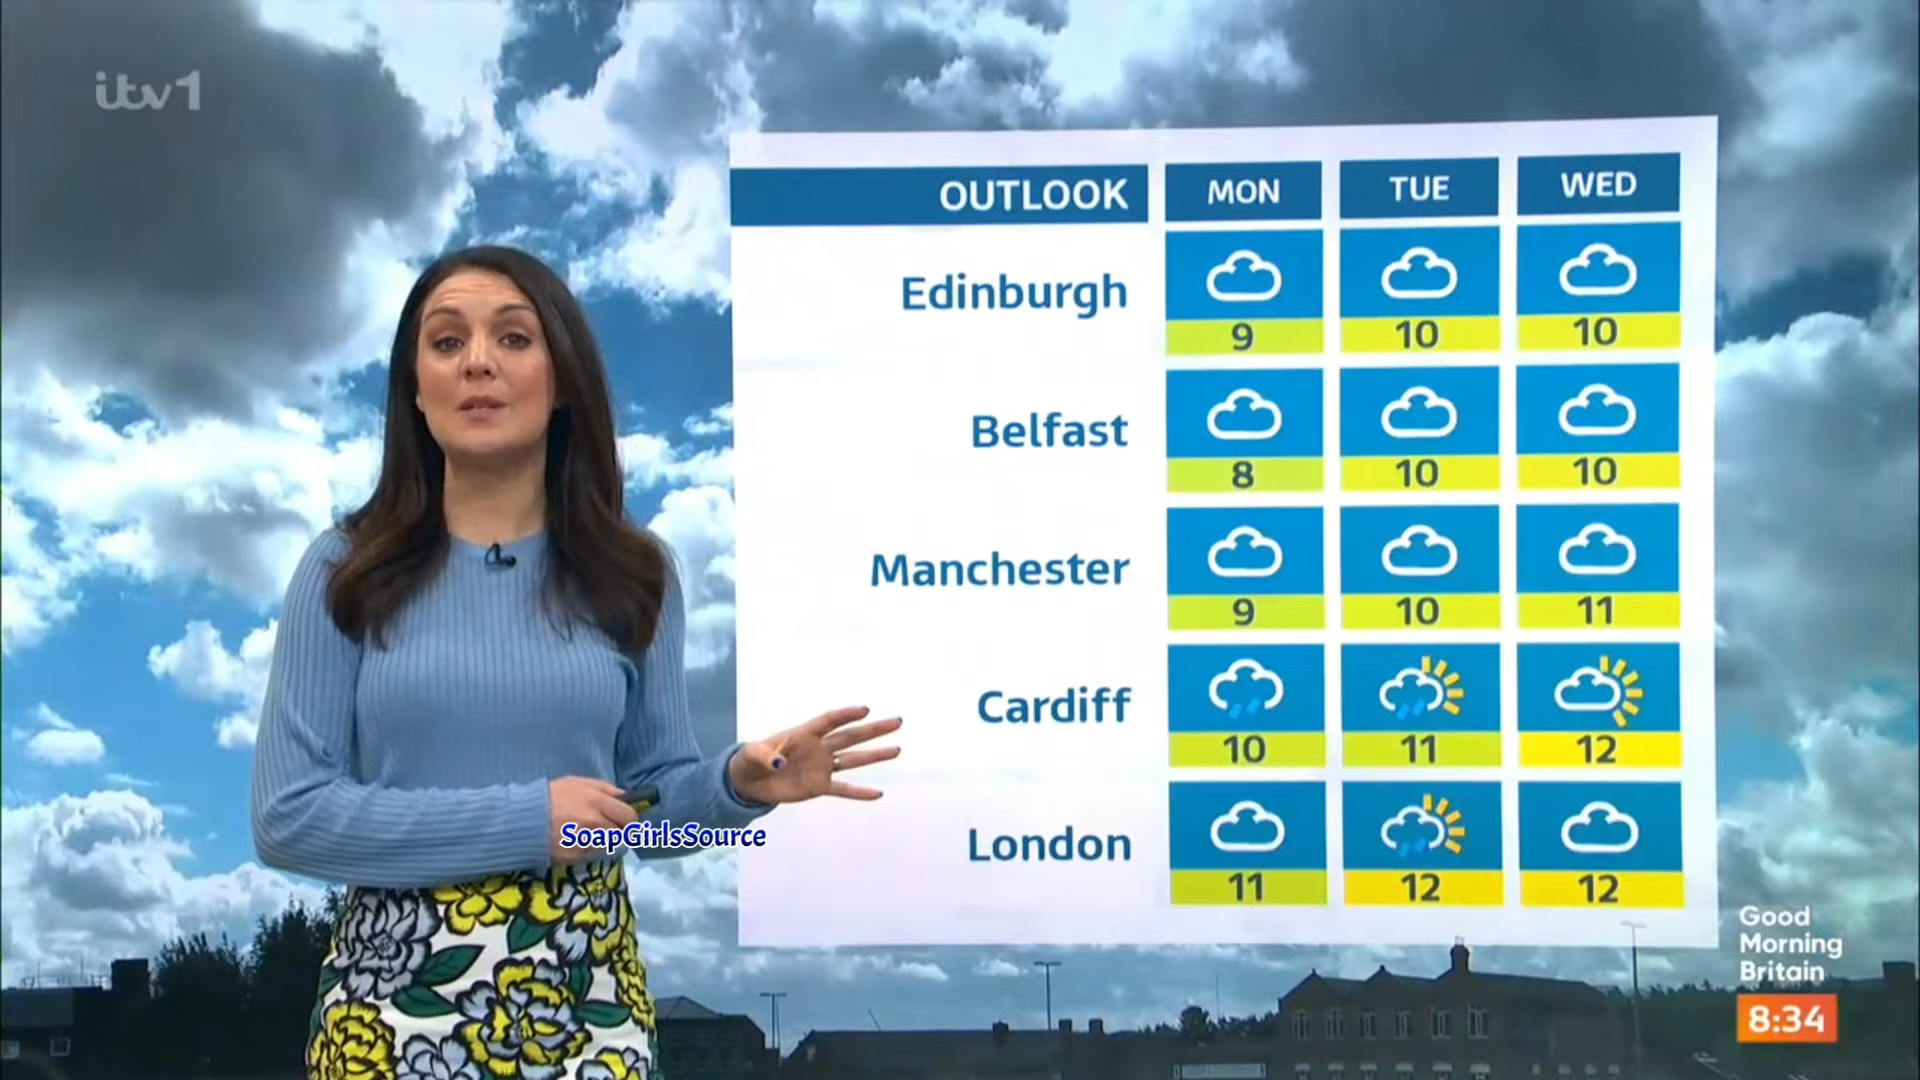 itv1
OUTLOOK MON TUE WED
Edinburgh 9 10 10
Belfast 8 10 10
Manchester 9 10 11
Cardiff 10 11 12
London 11 12 12
SoapGirlsSource
Good
Morning
Britain
8:34